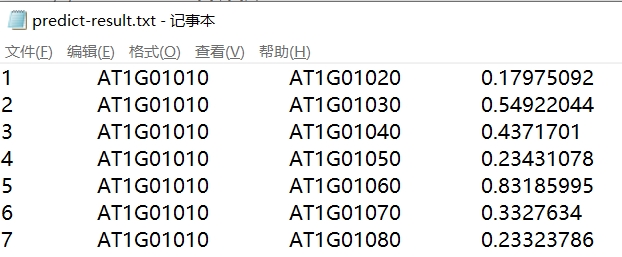 predict-result.txt - 记事本
文件(F) 编辑(E) 格式(O) 查看(V) 帮助(H)
1 AT1G01010 AT1G01020 0.17975092
2 AT1G01010 AT1G01030 0.54922044
3 AT1G01010 AT1G01040 0.4371701
4 AT1G01010 AT1G01050 0.23431078
5 AT1G01010 AT1G01060 0.83185995
6 AT1G01010 AT1G01070 0.3327634
7 AT1G01010 AT1G01080 0.23323786